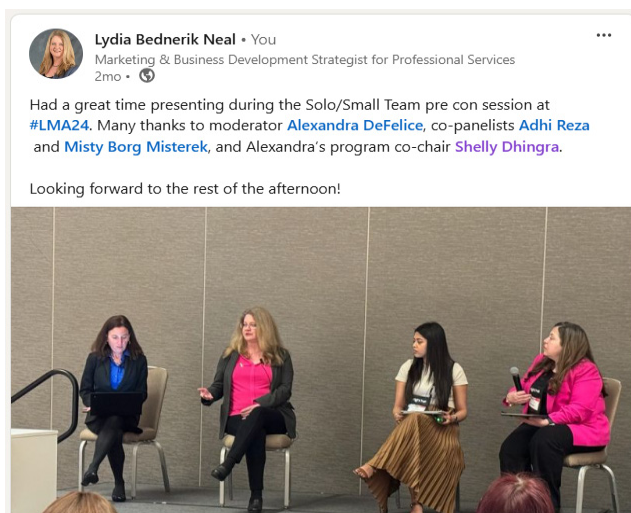 Lydia Bednerik Neal • You
Marketing & Business Development Strategist for Professional Services
2mo •
Had a great time presenting during the Solo/Small Team pre con session at
#LMA24. Many thanks to moderator Alexandra DeFelice, co-panelists Adhi Reza
and Misty Borg Misterek, and Alexandra's program co-chair Shelly Dhingra.
Looking forward to the rest of the afternoon!